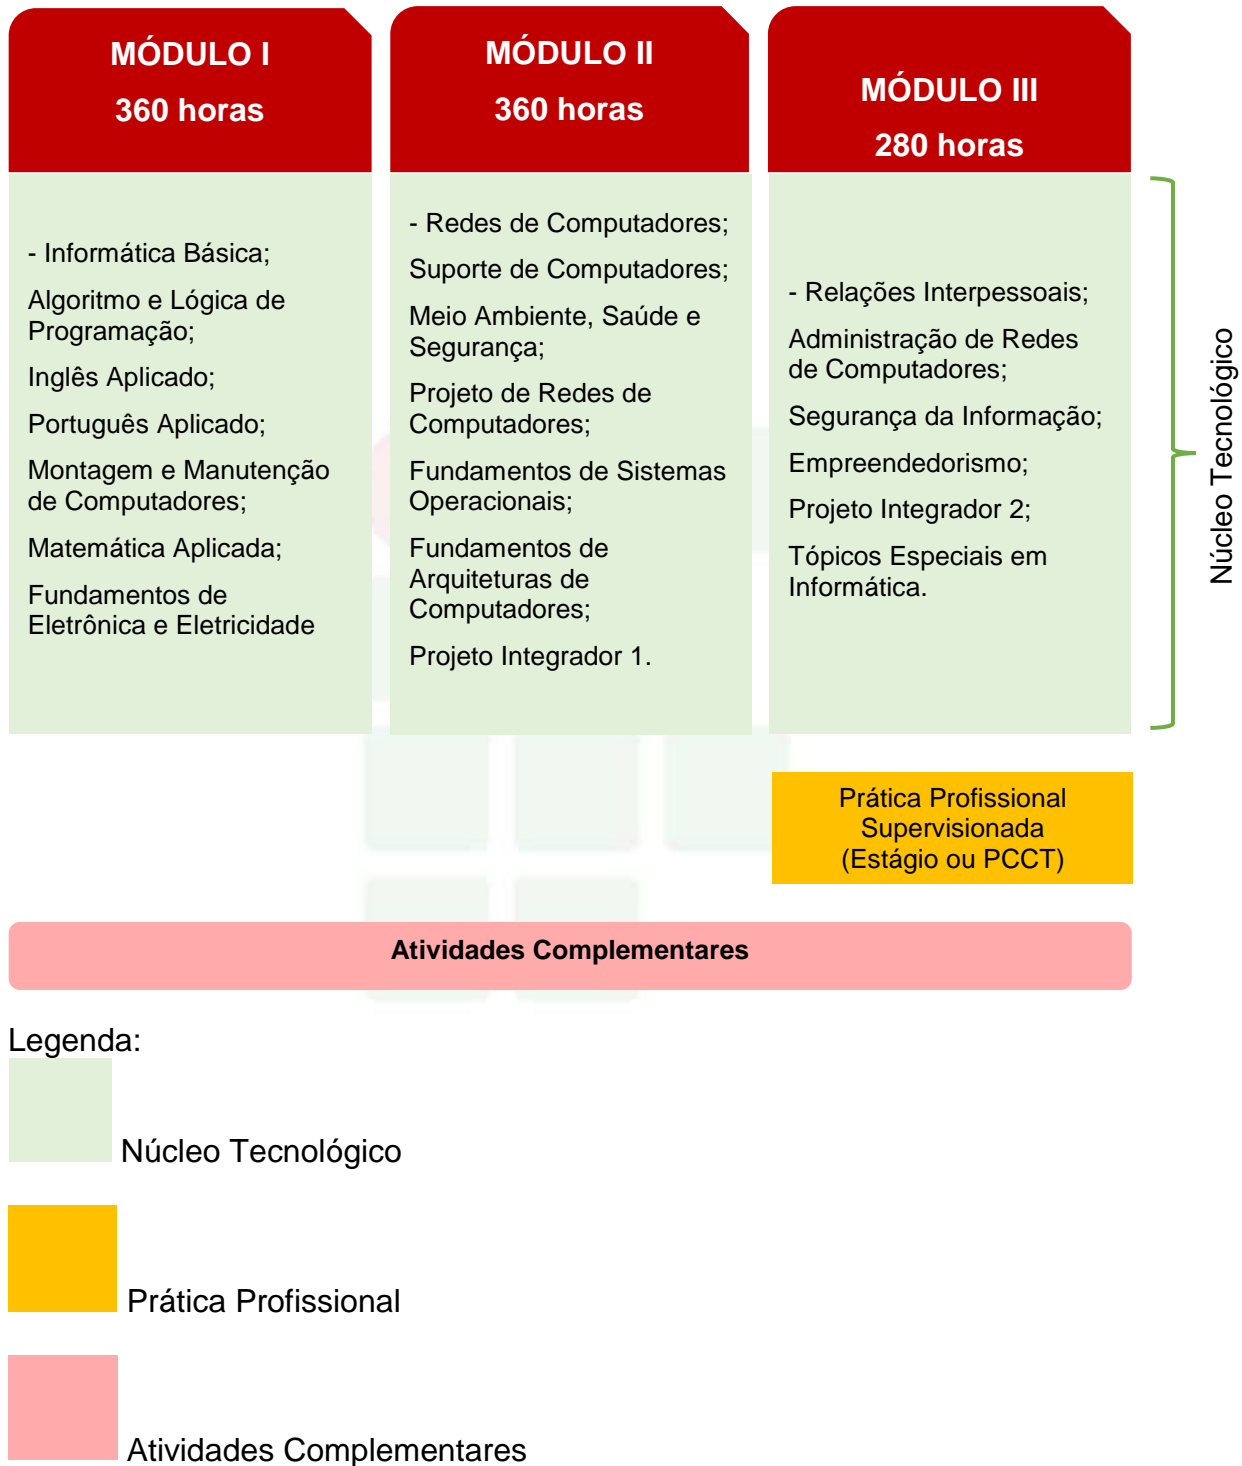 MÓDULO I
360 horas
- Informática Básica;
Algoritmo e Lógica de
Programação;
Inglês Aplicado;
Português Aplicado;
Montagem e Manutenção
de Computadores;
Matemática Aplicada;
Fundamentos de
Eletrônica e Eletricidade
MÓDULO II
360 horas
- Redes de Computadores;
Suporte de Computadores;
Meio Ambiente, Saúde e
Segurança;
Projeto de Redes de
Computadores;
Fundamentos de Sistemas
Operacionais;
Fundamentos de
Arquiteturas de
Computadores;
Projeto Integrador 1.
MÓDULO III
280 horas
- Relações Interpessoais;
Administração de Redes
de Computadores;
Segurança da Informação;
Empreendedorismo;
Projeto Integrador 2;
Tópicos Especiais em
Informática.
Núcleo Tecnológico
Prática Profissional
Supervisionada
(Estágio ou PCCT)
Atividades Complementares
Legenda:
Núcleo Tecnológico
Prática Profissional
Atividades Complementares